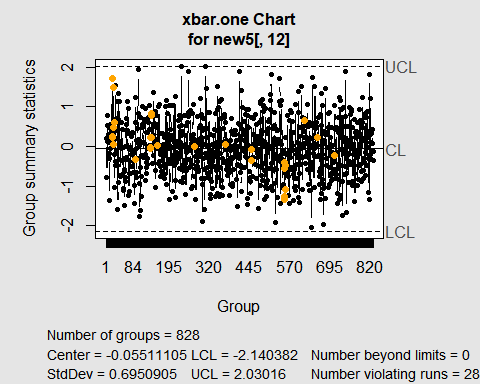 xbar.one Chart
for new5[, 12]
Group summary statistics
2
1
0
-1
-2
UCL
CL
LCL
1 84 195 320 445 570 695 820
Group
Number of groups = 828
Center = -0.05511105 LCL = -2.140382 Number beyond limits = 0
StdDev = 0.6950905 UCL = 2.03016 Number violating runs = 28